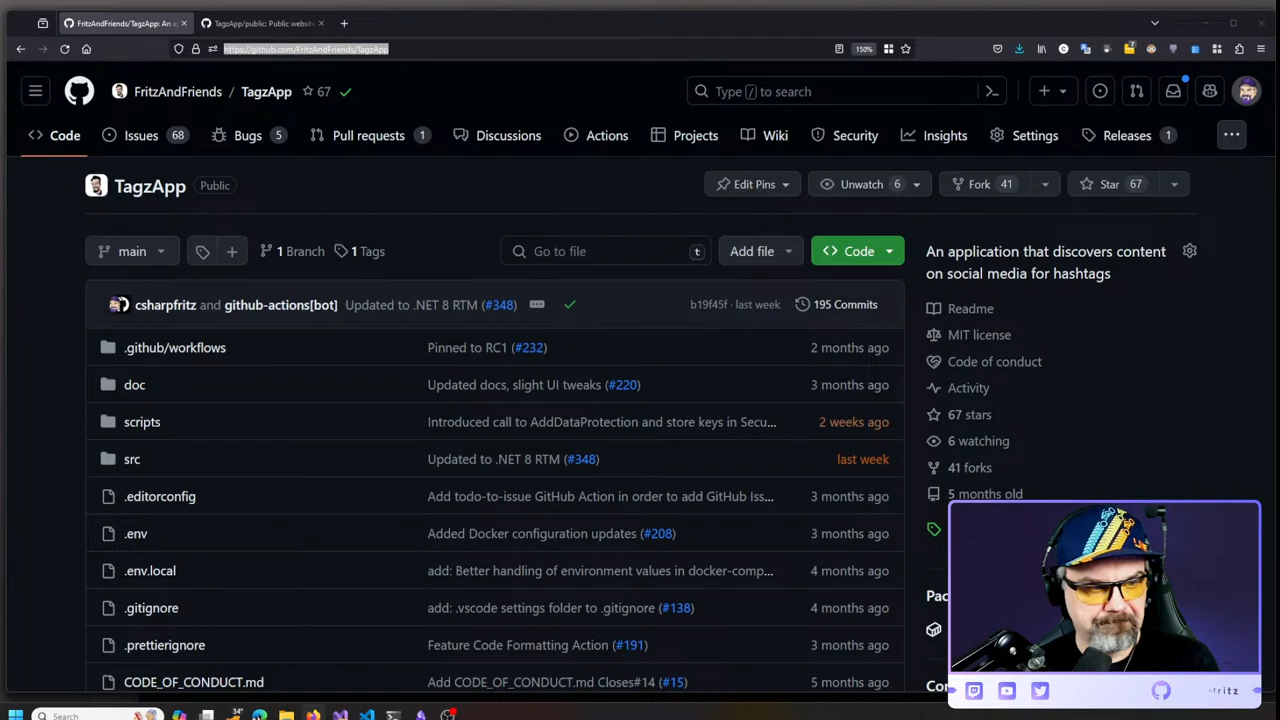 FritzAndFriends/TagzApp: An a
TagzApp/public: Public websit
https://github.com/FritzAndFriends/TagzApp
150%
FritzAndFriends / TagzApp 67
Type / to search
Code
Issues 68
Bugs 5
Pull requests 1
Discussions
Actions
Projects
Wiki
Security
Insights
Settings
Releases 1
TagzApp Public
Edit Pins
Unwatch 6
Fork 41
Star 67
main
1 Branch
1 Tags
Go to file t
Add file
Code
csharpfritz and github-actions[bot] Updated to .NET 8 RTM (#348) b19f45f · last week 195 Commits
.github/workflows Pinned to RC1 (#232) 2 months ago
doc Updated docs, slight UI tweaks (#220) 3 months ago
scripts Introduced call to AddDataProtection and store keys in Secu... 2 weeks ago
src Updated to .NET 8 RTM (#348) last week
.editorconfig Add todo-to-issue GitHub Action in order to add GitHub Iss... 3 months ago
.env Added Docker configuration updates (#208) 3 months ago
.env.local add: Better handling of environment values in docker-comp... 4 months ago
.gitignore add: .vscode settings folder to .gitignore (#138) 4 months ago
.prettierignore Feature Code Formatting Action (#191) 3 months ago
CODE_OF_CONDUCT.md Add CODE_OF_CONDUCT.md Closes#14 (#15) 5 months ago
An application that discovers content
on social media for hashtags
Readme
MIT license
Code of conduct
Activity
67 stars
6 watching
41 forks
5 months old
Pac
Co
fritz
Search
34°